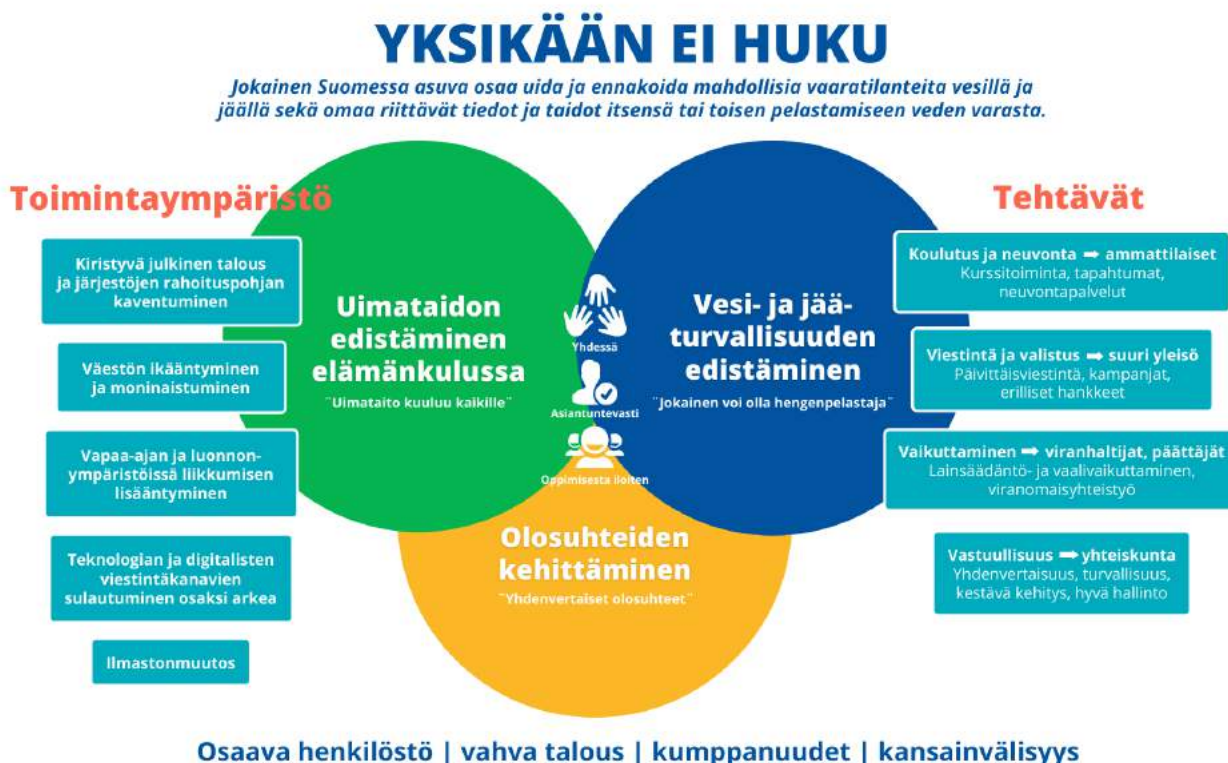 YKSIKÄÄN EI HUKU
Jokainen Suomessa asuva osaa uida ja ennakoida mahdollisia vaaratilanteita vesillä ja
jäällä sekä omaa riittävät tiedot ja taidot itsensä tai toisen pelastamiseen veden varasta.
Toimintaympäristö
Kiristyvä julkinen talous
ja järjestöjen rahoituspohjan
kaventuminen
Väestön ikääntyminen
ja moninaistuminen
Vapaa-ajan ja luonnon-
ympäristöissä liikkumisen
lisääntyminen
Teknologian ja digitalisten
viestintäkanavien
sulautuminen osaksi arkea
Ilmastonmuutos
Uimataidon
edistäminen
elämänkulussa
¨Uimataito kuuluu kaikille¨
Yhdessä
Asiantuntevasti
Oppimisesta iloiten
Vesi- ja jää-
turvallisuuden
edistäminen
¨Jokainen voi olla hengenpelastaja¨
Olosuhteiden
kehittäminen
¨Yhdenvertaiset olosuhteet¨
Tehtävät
Koulutus ja neuvonta ➡ ammattilaiset
Kurssitoiminta, tapahtumat,
neuvontapalvelut
Viestintä ja valistus ➡ suuri yleisö
Päivittäisviestintä, kampanjat,
erilliset hankkeet
Vaikuttaminen ➡ viranhaltijat, päättäjät
Lainsäädäntö- ja vaalivaikuttaminen,
viranomaisyhteistyö
Vastuullisuus ➡ yhteiskunta
Yhdenvertaisuus, turvallisuus,
kestävä kehitys, hyvä hallinto
Osaava henkilöstö | vahva talous | kumppanuudet | kansainvälisyys